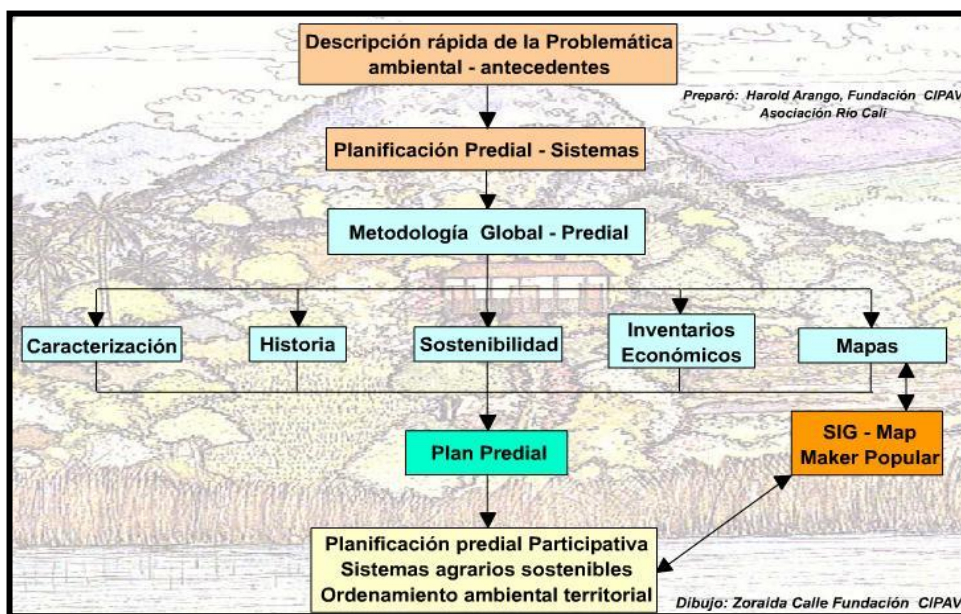 Descripción rápida de la Problemática
ambiental - antecedentes
Preparó: Harold Arango, Fundación CIPAV
Asociación Río Cali
Planificación Predial - Sistemas
Metodología Global - Predial
Caracterización
Historia
Sostenibilidad
Inventarios
Económicos
Mapas
Plan Predial
SIG - Map
Maker Popular
Planificación predial Participativa
Sistemas agrarios sostenibles
Ordenamiento ambiental territorial
Dibujo: Zoraida Calle Fundación CIPAV